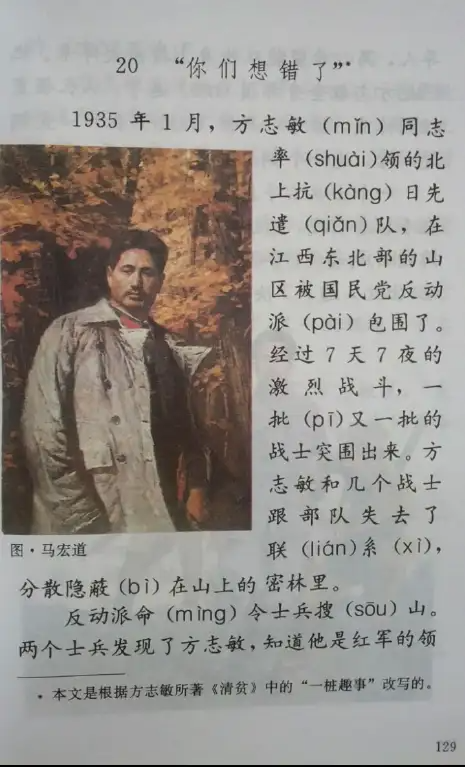 20 “你们想错了”*
1935 年 1 月，方志敏（mǐn）同志
率（shuài）领的北
上抗（kàng）日先
遣（qiǎn）队，在
江西东北部的山
区被国民党反动
派（pài）包围了。
经过 7 天 7 夜的
激烈战斗，一
批（pī）又一批的
战士突围出来。方
志敏和几个战士
跟部队失去了
联（lián）系（xì），
图·马宏道
分散隐蔽（bì）在山上的密林里。
反动派命（mìng）令士兵搜（sōu）山。
两个士兵发现了方志敏，知道他是红军的领
* 本文是根据方志敏所著《清贫》中的“一桩趣事”改写的。
129